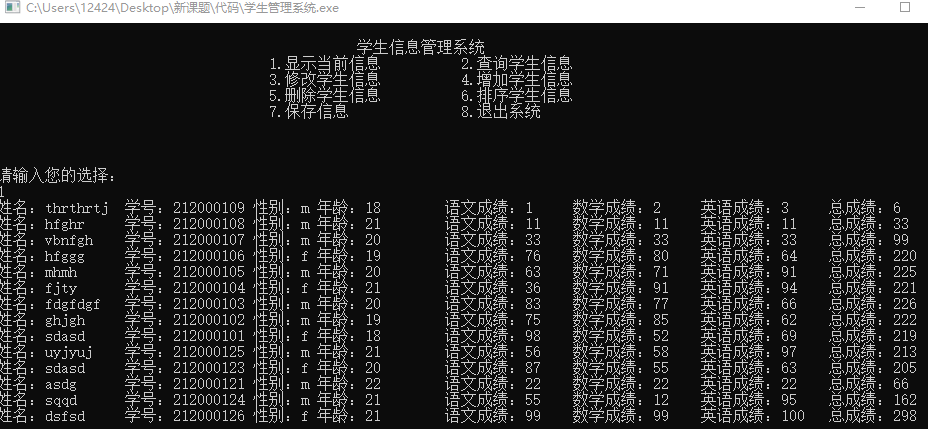 C:\Users\12424\Desktop\新课题\代码\学生管理系统.exe
学生信息管理系统
1.显示当前信息 2.查询学生信息
3.修改学生信息 4.增加学生信息
5.删除学生信息 6.排序学生信息
7.保存信息 8.退出系统
请输入您的选择:
1
姓名: thrthrtj 学号: 212000109 性别: m 年龄: 18 语文成绩: 1 数学成绩: 2 英语成绩: 3 总成绩: 6
姓名: hfghr 学号: 212000108 性别: m 年龄: 21 语文成绩: 11 数学成绩: 11 英语成绩: 11 总成绩: 33
姓名: vbnfgh 学号: 212000107 性别: m 年龄: 20 语文成绩: 33 数学成绩: 33 英语成绩: 33 总成绩: 99
姓名: hfggg 学号: 212000106 性别: f 年龄: 19 语文成绩: 76 数学成绩: 80 英语成绩: 64 总成绩: 220
姓名: mhmh 学号: 212000105 性别: m 年龄: 20 语文成绩: 63 数学成绩: 71 英语成绩: 91 总成绩: 225
姓名: fjty 学号: 212000104 性别: f 年龄: 21 语文成绩: 36 数学成绩: 91 英语成绩: 94 总成绩: 221
姓名: fdgfdgf 学号: 212000103 性别: m 年龄: 20 语文成绩: 83 数学成绩: 77 英语成绩: 66 总成绩: 226
姓名: ghjgh 学号: 212000102 性别: m 年龄: 19 语文成绩: 75 数学成绩: 85 英语成绩: 62 总成绩: 222
姓名: sdasd 学号: 212000101 性别: f 年龄: 18 语文成绩: 98 数学成绩: 52 英语成绩: 69 总成绩: 219
姓名: uyjyuj 学号: 212000125 性别: m 年龄: 21 语文成绩: 56 数学成绩: 58 英语成绩: 97 总成绩: 213
姓名: sdasd 学号: 212000123 性别: f 年龄: 20 语文成绩: 87 数学成绩: 55 英语成绩: 63 总成绩: 205
姓名: asdg 学号: 212000121 性别: m 年龄: 22 语文成绩: 22 数学成绩: 22 英语成绩: 22 总成绩: 66
姓名: sqqd 学号: 212000124 性别: m 年龄: 21 语文成绩: 55 数学成绩: 12 英语成绩: 95 总成绩: 162
姓名: dsfsd 学号: 212000126 性别: f 年龄: 21 语文成绩: 99 数学成绩: 99 英语成绩: 100 总成绩: 298